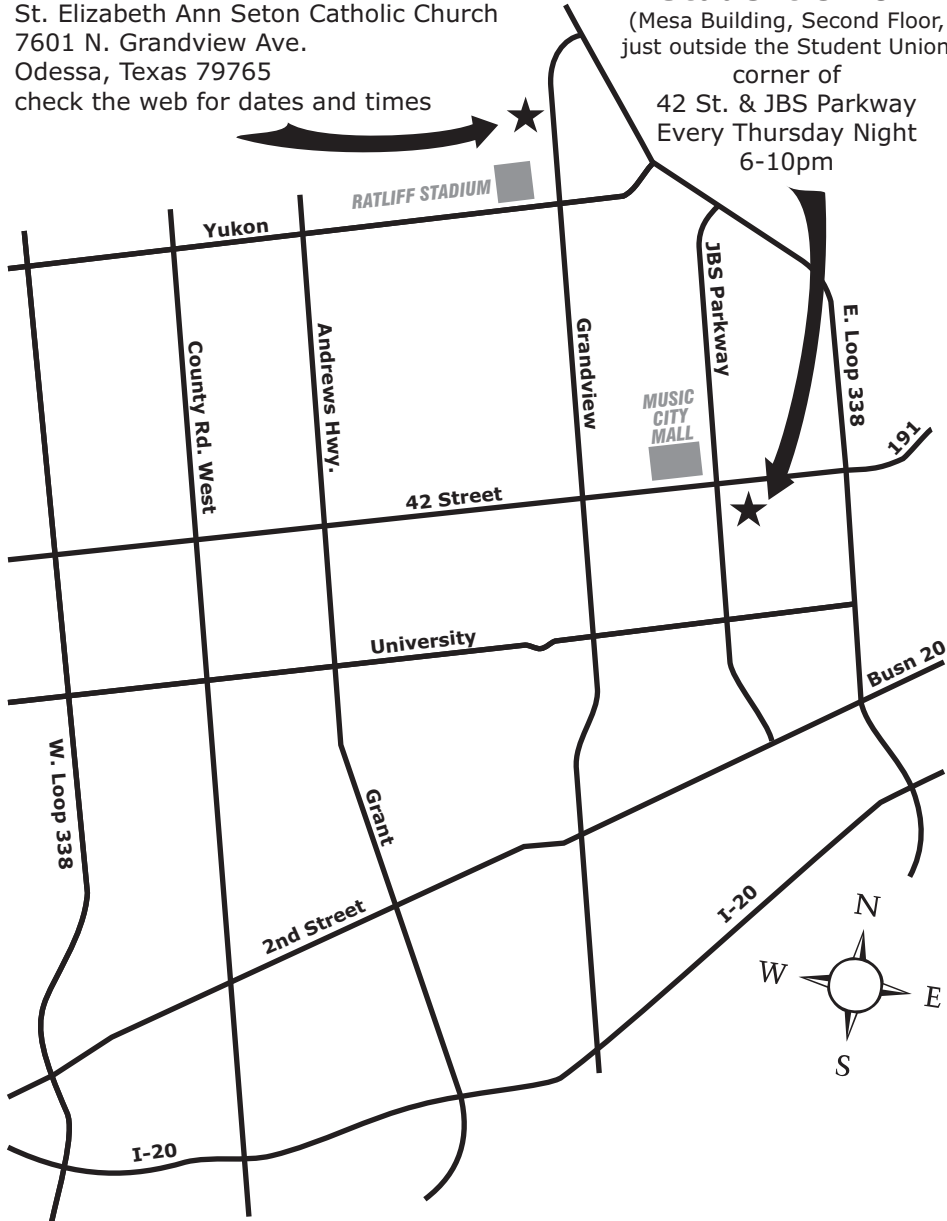 St. Elizabeth Ann Seton Catholic Church
7601 N. Grandview Ave.
Odessa, Texas 79765
check the web for dates and times
(Mesa Building, Second Floor,
just outside the Student Union
corner of
42 St. & JBS Parkway
Every Thursday Night
6-10pm
RATLIFF STADIUM
Yukon
JBS Parkway
E. Loop 338
Grandview
Andrews Hwy.
County Rd. West
MUSIC
CITY
MALL
191
42 Street
University
Busn 20
W. Loop 338
Grant
2nd Street
I-20
I-20
N
W
E
S